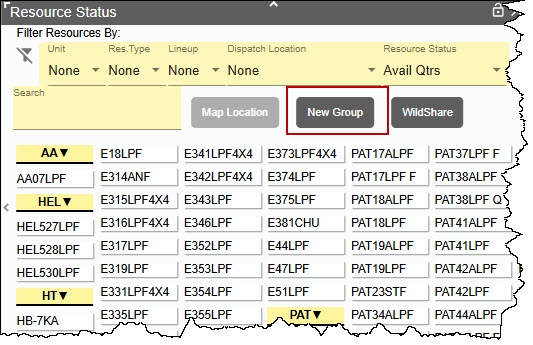 Resource Status
Filter Resources By:
Unit Res.Type Lineup Dispatch Location Resource Status
None None None None Avail Qtrs
Search
Map Location New Group WildShare
AA▼ E18LPF E341LPF4X4 E373LPF4X4 PAT17ALPF PAT37LPF F
AA07LPF E314ANF E342LPF4X4 E374LPF PAT17LPF F PAT38ALPF
HEL▼ E315LPF4X4 E343LPF E375LPF PAT18ALPF PAT38LPF Q
HEL527LPF E316LPF4X4 E346LPF E381CHU PAT18LPF PAT41ALPF
HEL528LPF E317LPF E352LPF E44LPF PAT19ALPF PAT41LPF
HEL530LPF E319LPF E353LPF E47LPF PAT19LPF PAT42ALPF
HT▼ E331LPF4X4 E354LPF E51LPF PAT23STF PAT42LPF
HB-7KA E335LPF E355LPF PAT▼ PAT34ALPF PAT44ALPF